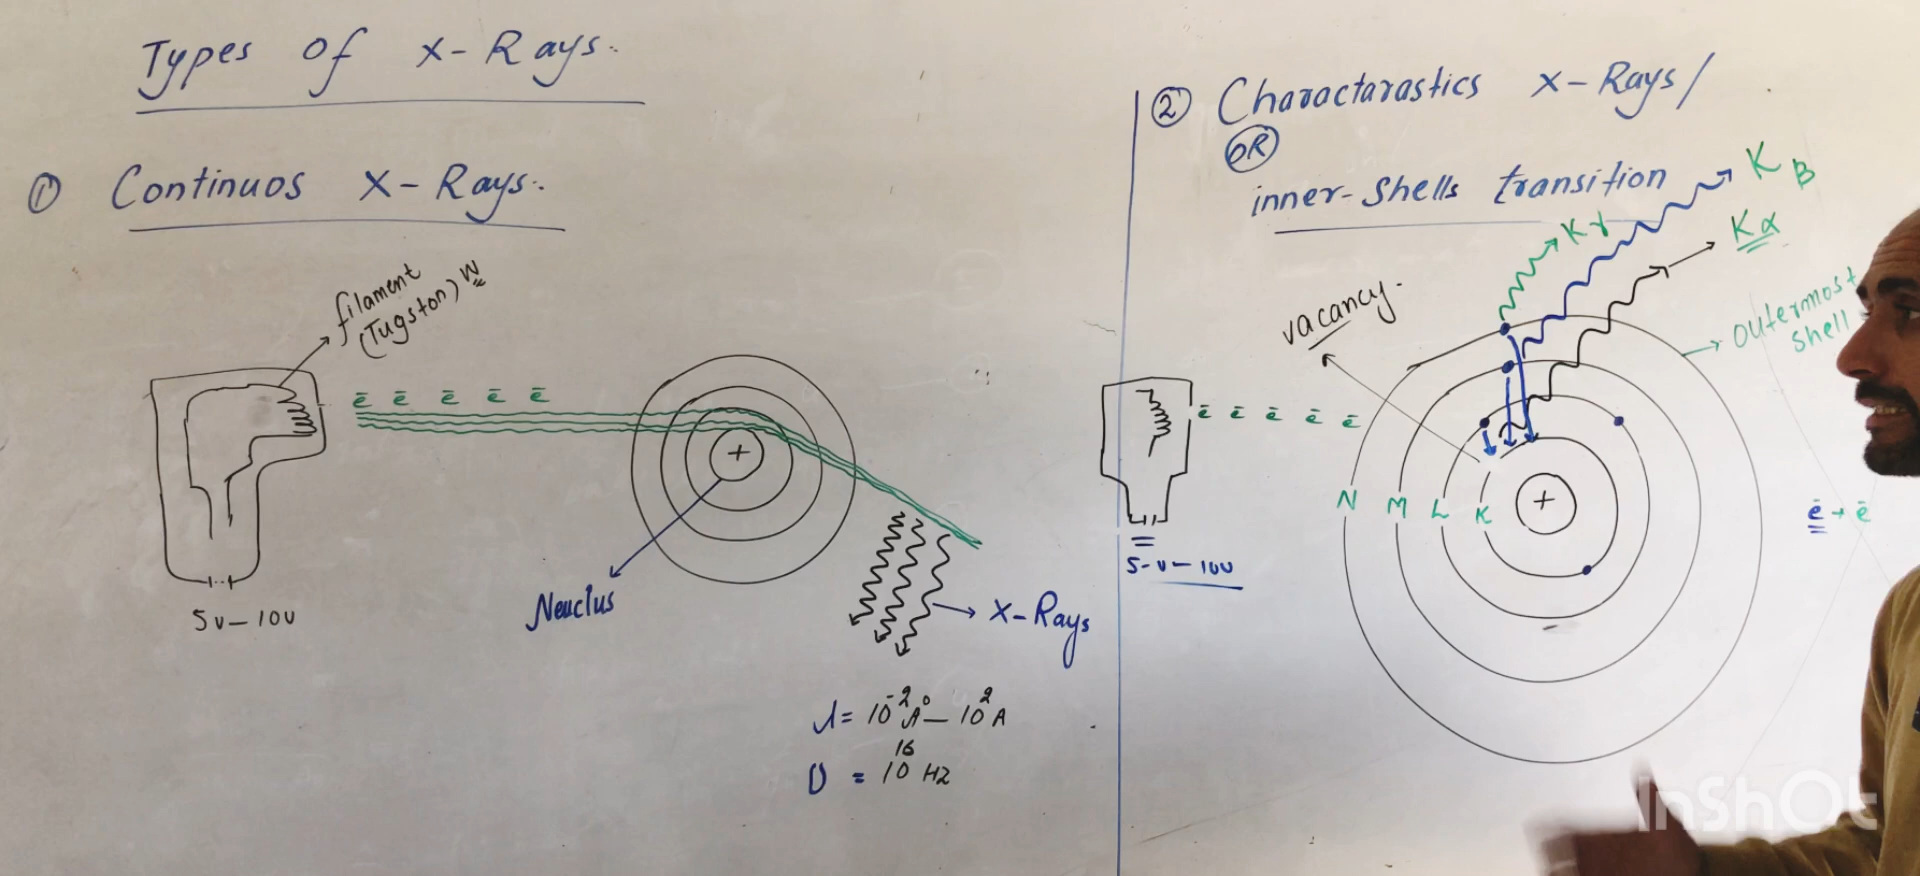 Types of X-Rays.
① Continuos X-Rays.
filament
(Tugston) W
e̅ e̅ e̅ e̅ e̅
+
Neuclus
5v-10v
X-Rays
λ = 10⁻²A° - 10²A
υ = 10¹⁶ Hz
② Charactarastics X-Rays/
OR
inner-Shells transition
Kβ
Kγ
Kα
vacancy.
outermost
shell
e̅ e̅ e̅ e̅ e̅
N M L K
+
e̅ → e̅
5-v-10v
InShOt